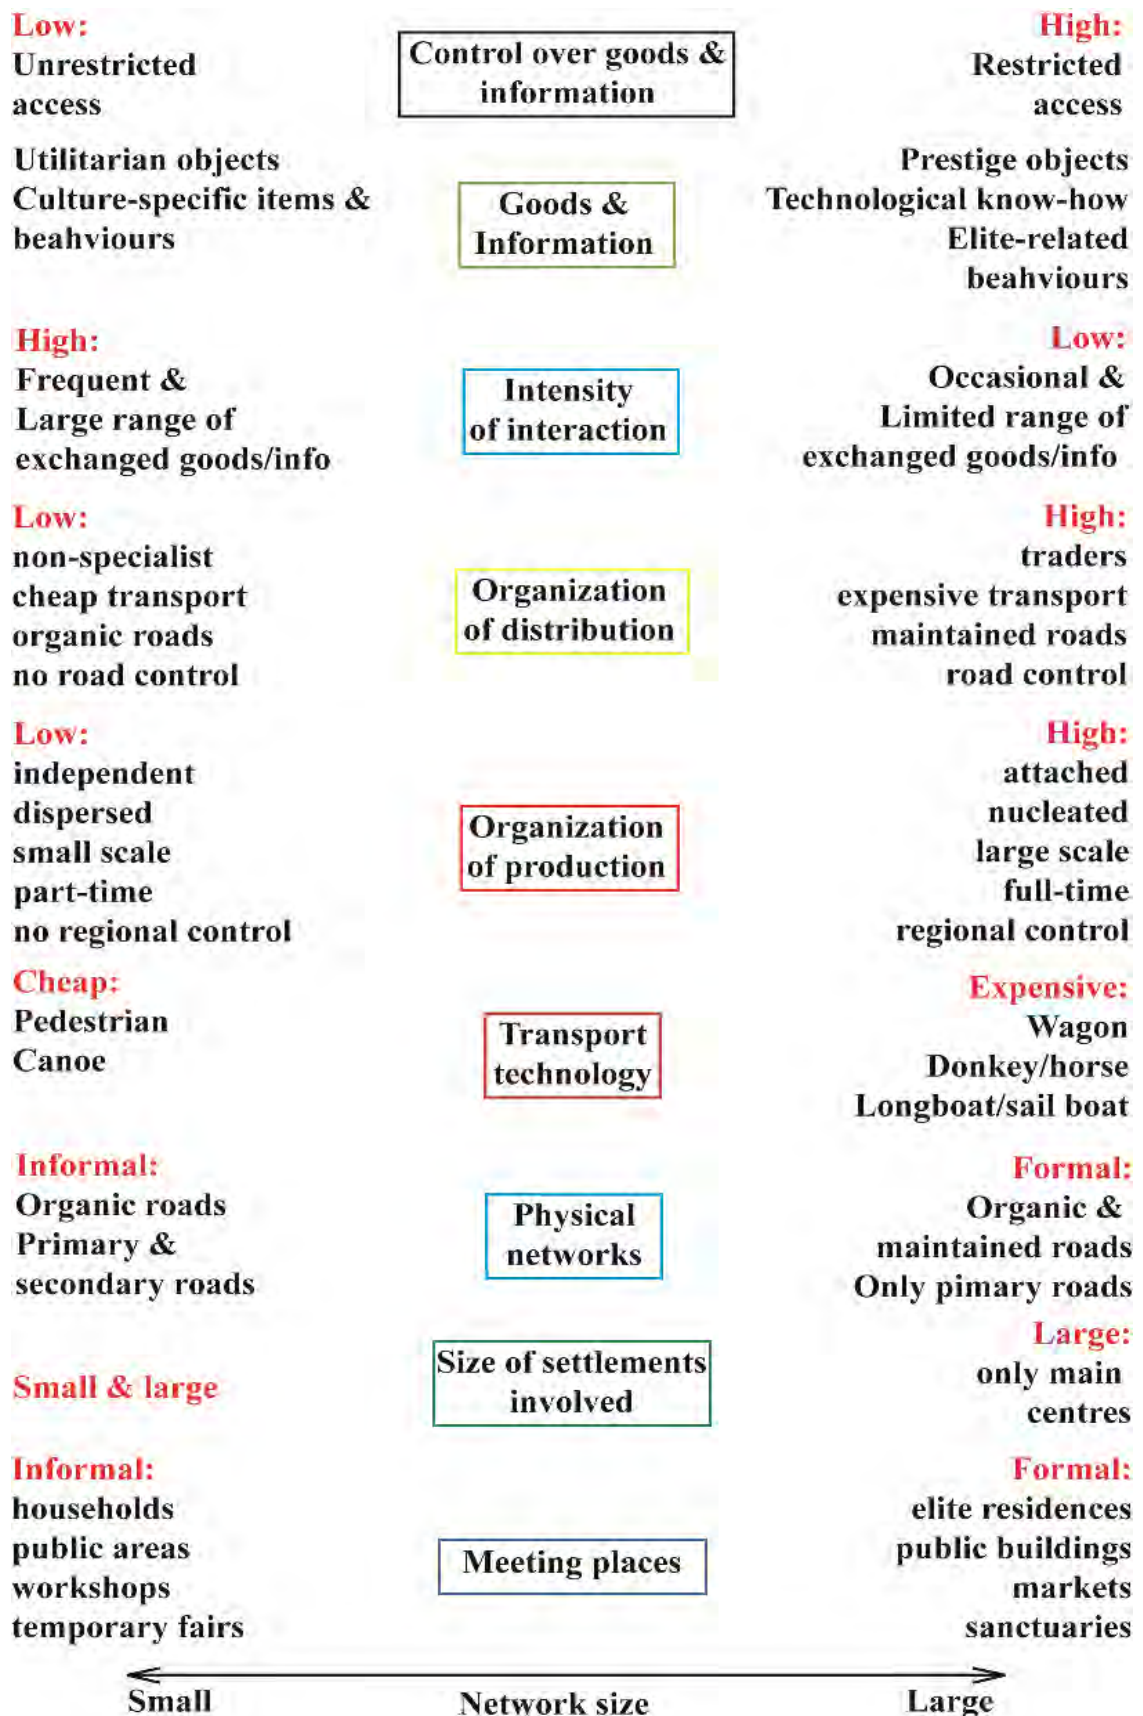 Low:
Unrestricted
access
Control over goods &
information
High:
Restricted
access
Utilitarian objects
Culture-specific items &
beahviours
Goods &
Information
Prestige objects
Technological know-how
Elite-related
beahviours
High:
Frequent &
Large range of
exchanged goods/info
Intensity
of interaction
Low:
Occasional &
Limited range of
exchanged goods/info
Low:
non-specialist
cheap transport
organic roads
no road control
Organization
of distribution
High:
traders
expensive transport
maintained roads
road control
Low:
independent
dispersed
small scale
part-time
no regional control
Organization
of production
High:
attached
nucleated
large scale
full-time
regional control
Cheap:
Pedestrian
Canoe
Transport
technology
Expensive:
Wagon
Donkey/horse
Longboat/sail boat
Informal:
Organic roads
Primary &
secondary roads
Physical
networks
Formal:
Organic &
maintained roads
Only pimary roads
Small & large
Size of settlements
involved
Large:
only main
centres
Informal:
households
public areas
workshops
temporary fairs
Meeting places
Formal:
elite residences
public buildings
markets
sanctuaries
Small
Network size
Large